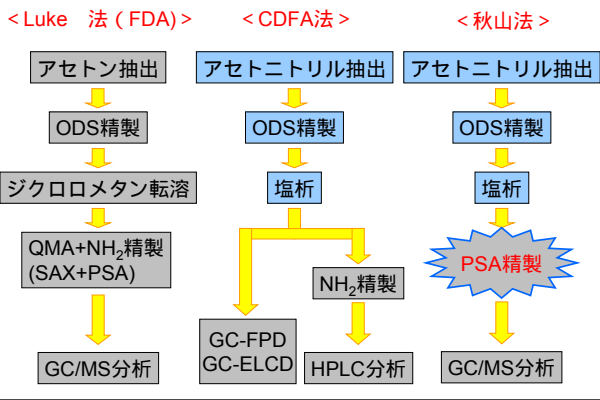 <Luke 法(FDA)>
アセトン抽出
ODS精製
ジクロロメタン転溶
QMA+NH₂精製
(SAX+PSA)
GC/MS分析
<CDFA法>
アセトニトリル抽出
ODS精製
塩析
NH₂精製
GC-FPD
GC-ELCD
HPLC分析
<秋山法>
アセトニトリル抽出
ODS精製
塩析
PSA精製
GC/MS分析